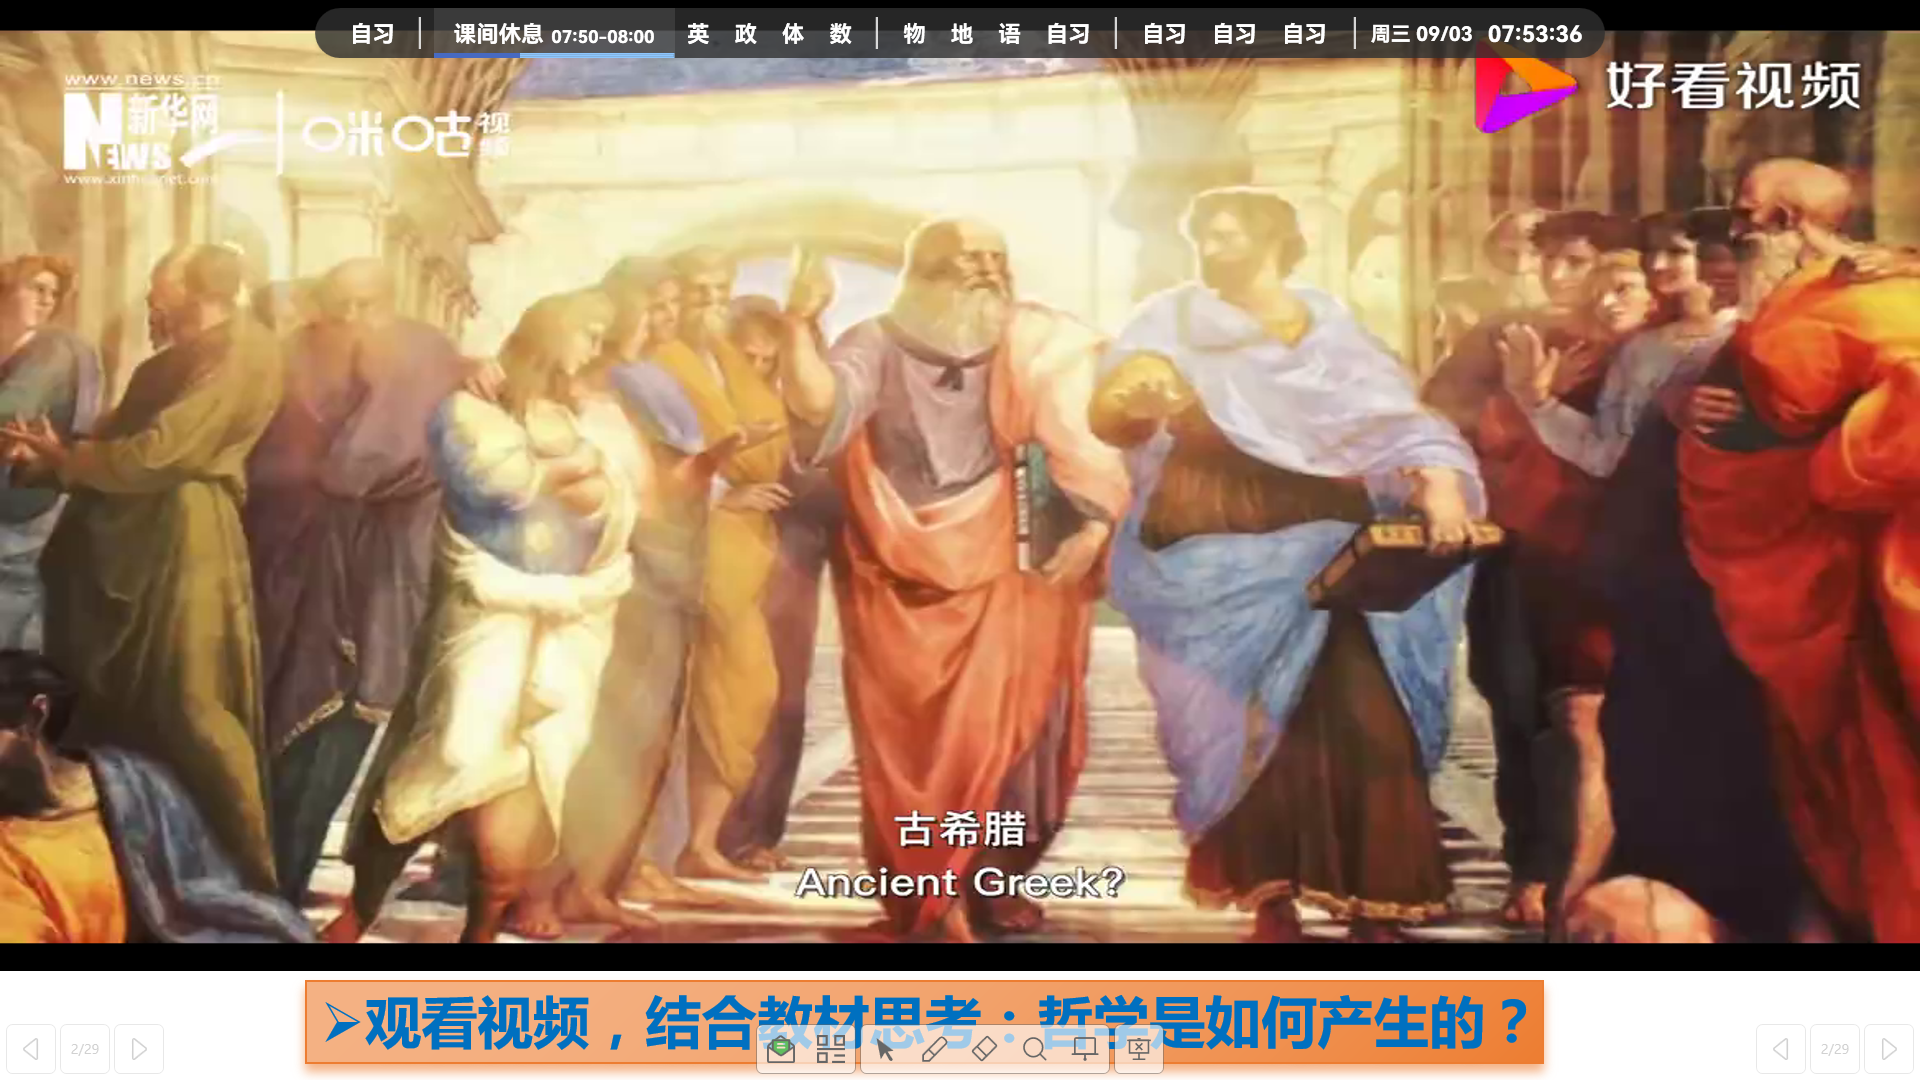 自习 | 课间休息 07:50-08:00 英 政 体 数 | 物 地 语 自习 | 自习 自习 自习 | 周三 09/03 07:53:36
www.news.cn
NEWS 新华网 | 咪咕视频
www.xinhuanet.com
好看视频
古希腊
Ancient Greek?
➢观看视频，结合教材思考：哲学是如何产生的？
2/29
2/29